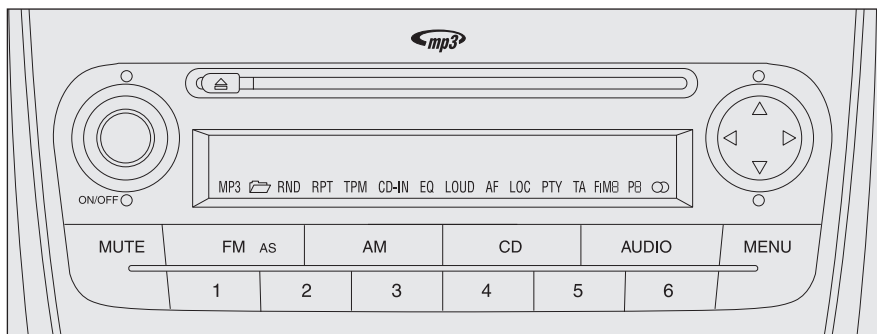 mp3
MP3 RND RPT TPM CD-IN EQ LOUD AF LOC PTY TA FM8 P8
ON/OFF
MUTE FM AS AM CD AUDIO MENU
1 2 3 4 5 6